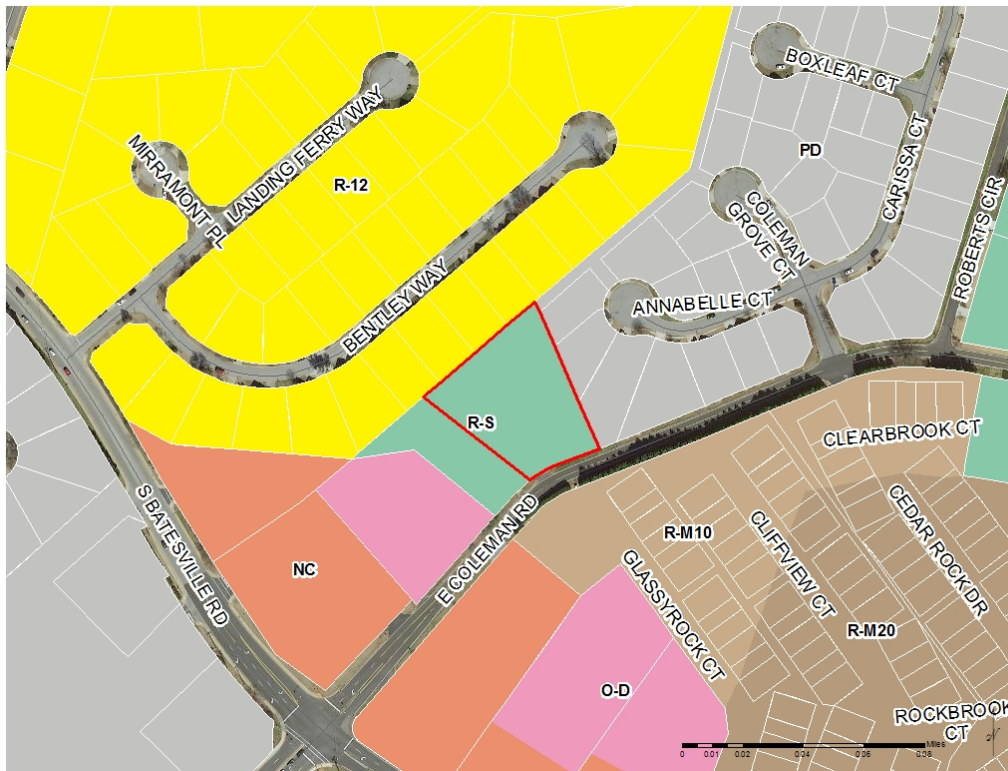 BOXLEAF CT
LANDING FERRY WAY
MIRRAMONT PL
PD
CARISSA CT
R-12
COLEMAN
GROVE CT
ROBERTS CIR
BENTLEY WAY
ANNABELLE CT
R-S
CLEARBROOK CT
S BATESVILLE RD
E COLEMAN RD
R-M10
CLIFFVIEW CT
CEDAR ROCK DR
NC
GLASSYROCK CT
R-M20
O-D
ROCKBROOK
CT
Miles
0 0.01 0.02 0.04 0.06 0.08
N